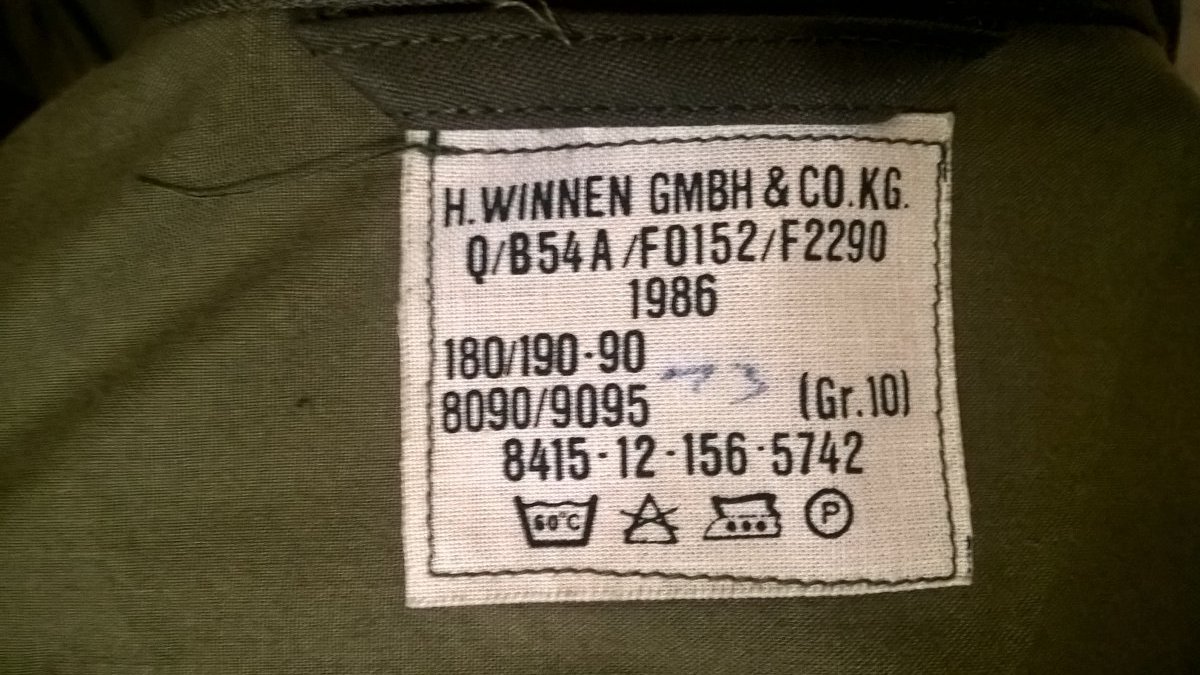 H.WINNEN GMBH & CO.KG.
Q/B54A/F0152/F2290
1986
180/190-90
8090/9095 (Gr.10)
8415-12-156-5742
60°C P